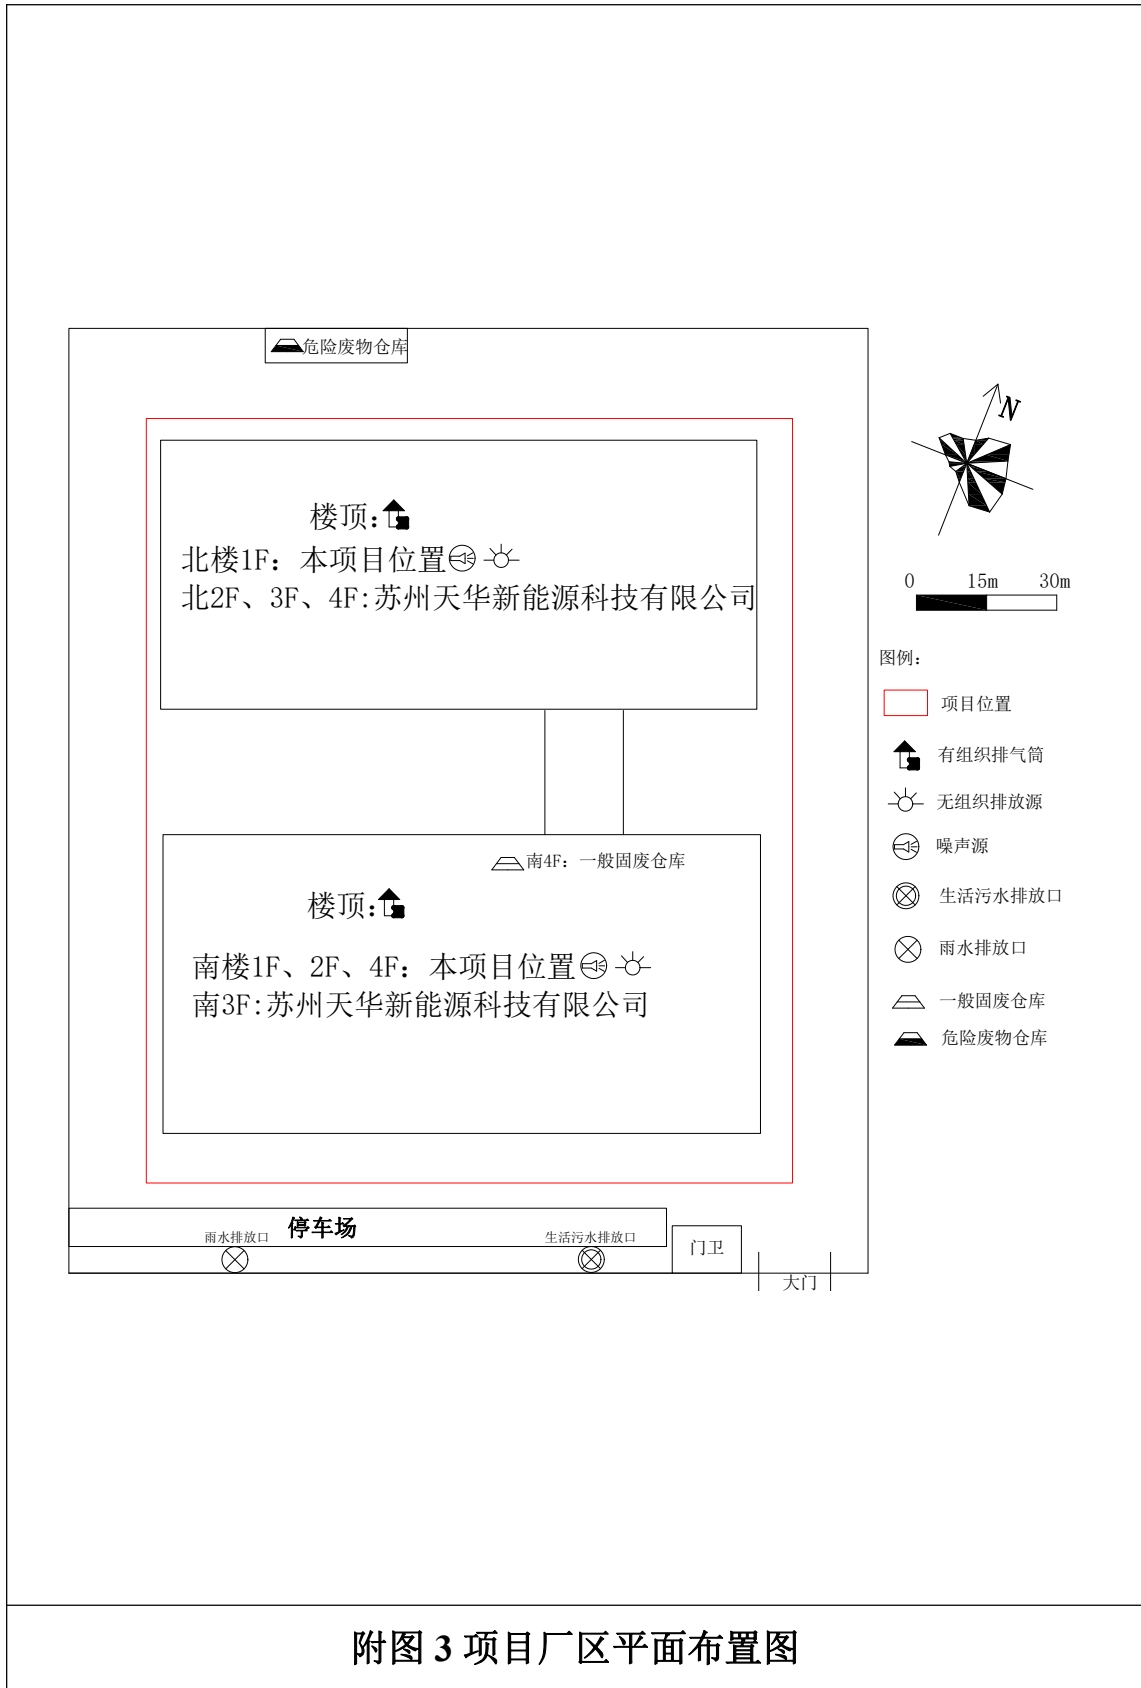 危险废物仓库
N
楼顶:
北楼1F: 本项目位置
北2F、3F、4F:苏州天华新能源科技有限公司
0 15m 30m
图例:
项目位置
有组织排气筒
无组织排放源
噪声源
生活污水排放口
雨水排放口
一般固废仓库
危险废物仓库
南4F: 一般固废仓库
楼顶:
南楼1F、2F、4F: 本项目位置
南3F:苏州天华新能源科技有限公司
停车场
雨水排放口
生活污水排放口
门卫
大门
附图 3 项目厂区平面布置图